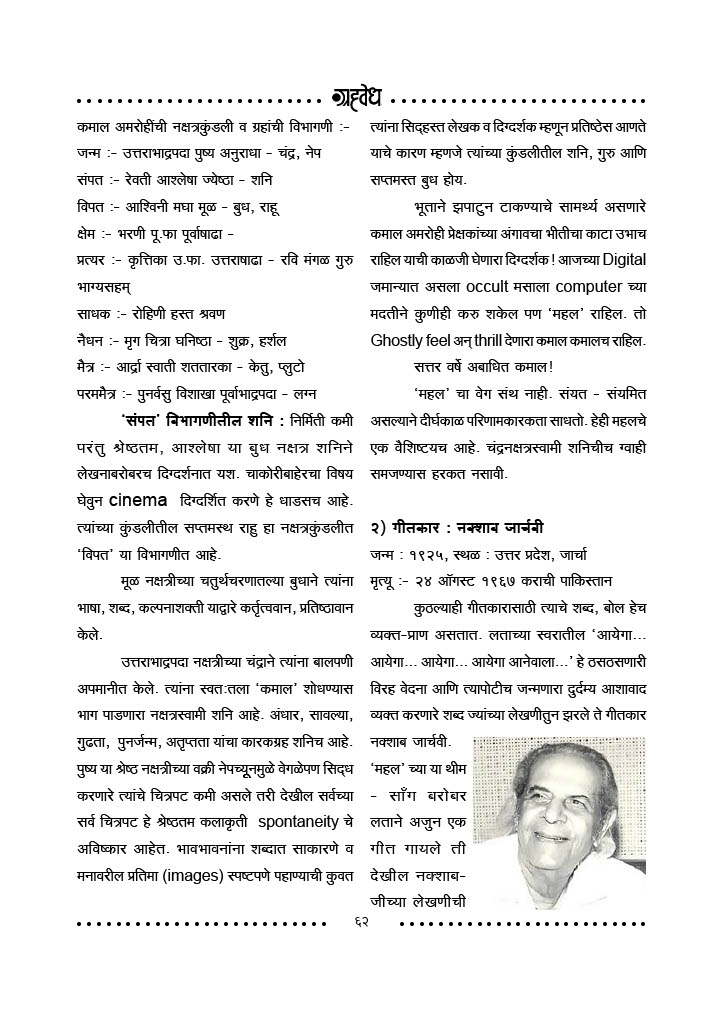 ग्रहवेध
कमाल अमरोहींची नक्षत्रकुंडली व ग्रहांची विभागणी :-
जन्म :- उत्तराभाद्रपदा पुष्य अनुराधा - चंद्र, नेप
संपत :- रेवती आश्लेषा ज्येष्ठा - शनि
विपत :- आश्विनी मघा मूळ - बुध, राहू
क्षेम :- भरणी पू.फा पूर्वाषाढा -
प्रत्यर :- कृत्तिका उ.फा. उत्तराषाढा - रवि मंगळ गुरु
भाग्यसहम्
साधक :- रोहिणी हस्त श्रवण
नैधन :- मृग चित्रा घनिष्ठा - शुक्र, हर्शल
मैत्र :- आर्द्रा स्वाती शततारका - केतु, प्लुटो
परममैत्र :- पुनर्वसु विशाखा पूर्वाभाद्रपदा - लग्न
'संपत' विभागणीतील शनि : निर्मिती कमी
परंतु श्रेष्ठतम, आश्लेषा या बुध नक्षत्र शनिने
लेखनाबरोबरच दिग्दर्शनात यश. चाकोरीबाहेरचा विषय
घेवुन cinema दिग्दर्शित करणे हे धाडसच आहे.
त्यांच्या कुंडलीतील सप्तमस्थ राहु हा नक्षत्रकुंडलीत
'विपत' या विभागणीत आहे.
मूळ नक्षत्रीच्या चतुर्थचरणातल्या बुधाने त्यांना
भाषा, शब्द, कल्पनाशक्ती याद्वारे कर्तृत्ववान, प्रतिष्ठावान
केले.
उत्तराभाद्रपदा नक्षत्रीच्या चंद्राने त्यांना बालपणी
अपमानीत केले. त्यांना स्वत:तला 'कमाल' शोधण्यास
भाग पाडणारा नक्षत्रस्वामी शनि आहे. अंधार, सावल्या,
गुढता, पुनर्जन्म, अतृप्तता यांचा कारकग्रह शनिच आहे.
पुष्य या श्रेष्ठ नक्षत्रीच्या वक्री नेपच्यूनमुळे वेगळेपण सिद्ध
करणारे त्यांचे चित्रपट कमी असले तरी देखील सर्वच्या
सर्व चित्रपट हे श्रेष्ठतम कलाकृती spontaneity चे
अविष्कार आहेत. भावभावनांना शब्दात साकारणे व
मनावरील प्रतिमा (images) स्पष्टपणे पहाण्याची कुवत
त्यांना सिद्हस्त लेखक व दिग्दर्शक म्हणून प्रतिष्ठेस आणते
याचे कारण म्हणजे त्यांच्या कुंडलीतील शनि, गुरु आणि
सप्तमस्त बुध होय.
भूताने झपाटुन टाकण्याचे सामर्थ्य असणारे
कमाल अमरोही प्रेक्षकांच्या अंगावचा भीतीचा काटा उभाच
राहिल याची काळजी घेणारा दिग्दर्शक! आजच्या Digital
जमान्यात असला occult मसाला computer च्या
मदतीने कुणीही करु शकेल पण 'महल' राहिल. तो
Ghostly feel अन् thrill देणारा कमाल कमालच राहिल.
सत्तर वर्षे अबाधित कमाल!
'महल' चा वेग संथ नाही. संयत - संयमित
असल्याने दीर्घकाळ परिणामकारकता साधतो. हेही महलचे
एक वैशिष्टयच आहे. चंद्रनक्षत्रस्वामी शनिचीच ग्वाही
समजण्यास हरकत नसावी.
२) गीतकार : नक्शाब जार्चबी
जन्म : १९२५, स्थळ : उत्तर प्रदेश, जार्चा
मृत्यू :- २४ ऑगस्ट १९६७ कराची पाकिस्तान
कुठल्याही गीतकारासाठी त्याचे शब्द, बोल हेच
व्यक्त-प्राण असतात. लताच्या स्वरातील 'आयेगा...
आयेगा... आयेगा... आयेगा आनेवाला...' हे ठसठसणारी
विरह वेदना आणि त्यापोटीच जन्मणारा दुर्दम्य आशावाद
व्यक्त करणारे शब्द ज्यांच्या लेखणीतुन झरले ते गीतकार
नक्शाब जार्चवी.
'महल' च्या या थीम
- साँग बरोबर
लताने अजुन एक
गीत गायले ती
देखील नक्शाब-
जीच्या लेखणीची
६२